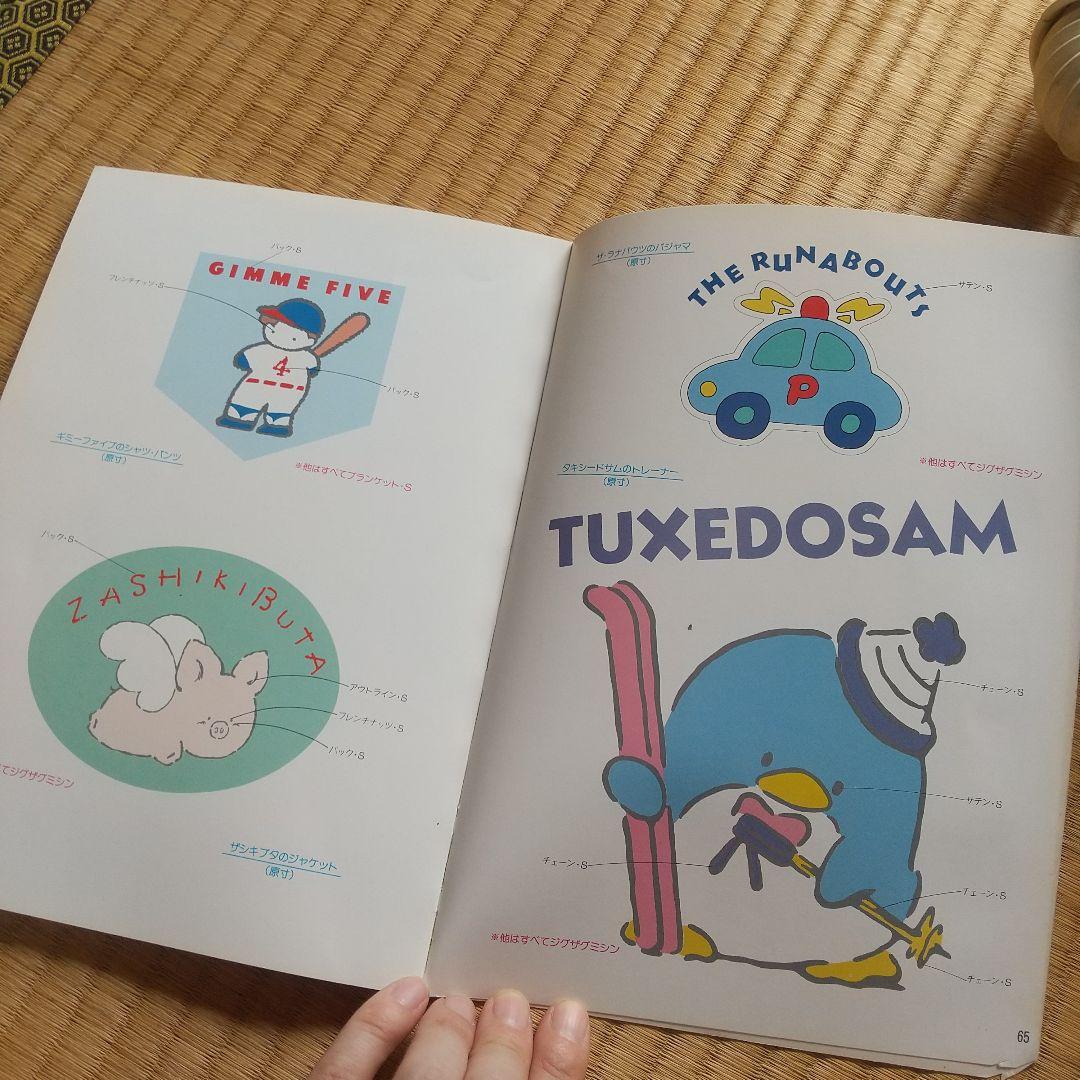 バック・S
GIMME FIVE
フレンチナッツ・S
4
バック・S
ギミーファイブのシャツ・パンツ
(原寸)
※他はすべてブランケット・S
バック・S
ZASHIKIBUTA
アウトライン・S
フレンチナッツ・S
バック・S
べてジグザグミシン
ザシキブタのジャケット
(原寸)
ザ・ラナバウツのパジャマ
(原寸)
THE RUNABOUTS
サテン・S
P
※他はすべてジグザグミシン
タキシードサムのトレーナー
(原寸)
TUXEDOSAM
チェーン・S
サテン・S
チェーン・S
チェーン・S
※他はすべてジグザグミシン
チェーン・S
65